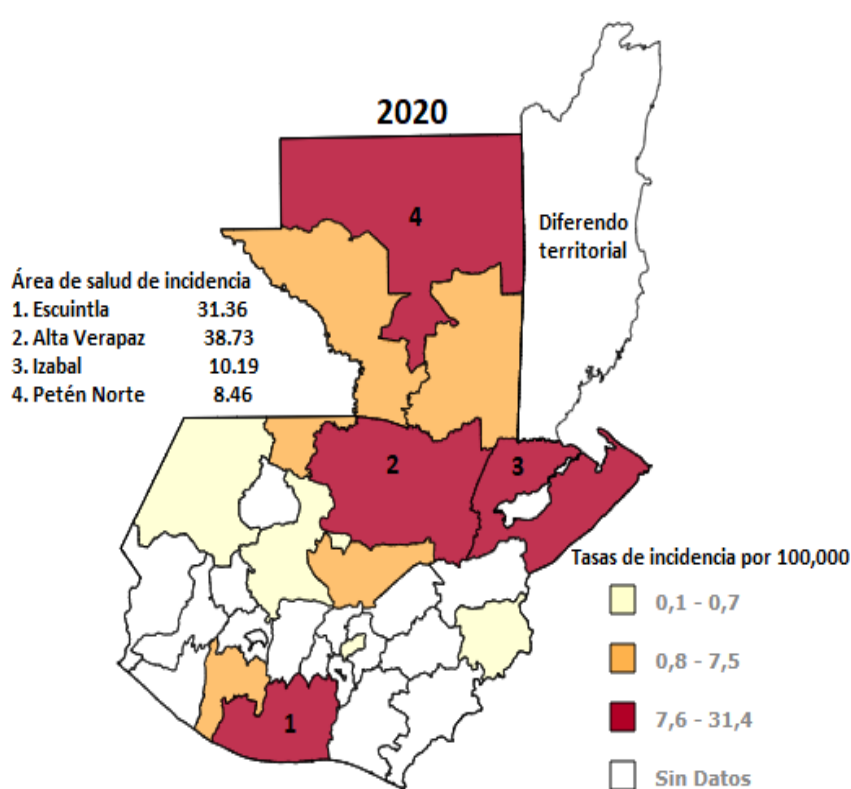 2020
4
Diferendo
territorial
Área de salud de incidencia
1. Escuintla 31.36
2. Alta Verapaz 38.73
3. Izabal 10.19
4. Petén Norte 8.46
2
3
Tasas de incidencia por 100,000
0,1 - 0,7
0,8 - 7,5
7,6 - 31,4
Sin Datos
1